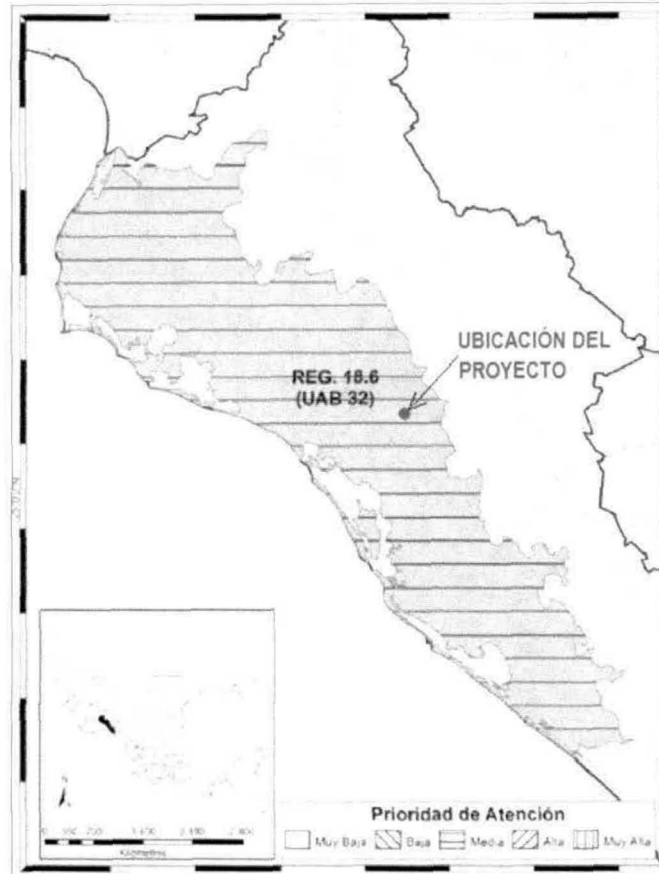 UBICACIÓN DEL
PROYECTO
REG. 18.6
(UAB 32)
Prioridad de Atención
Muy Baja Baja Media Alta Muy Alta